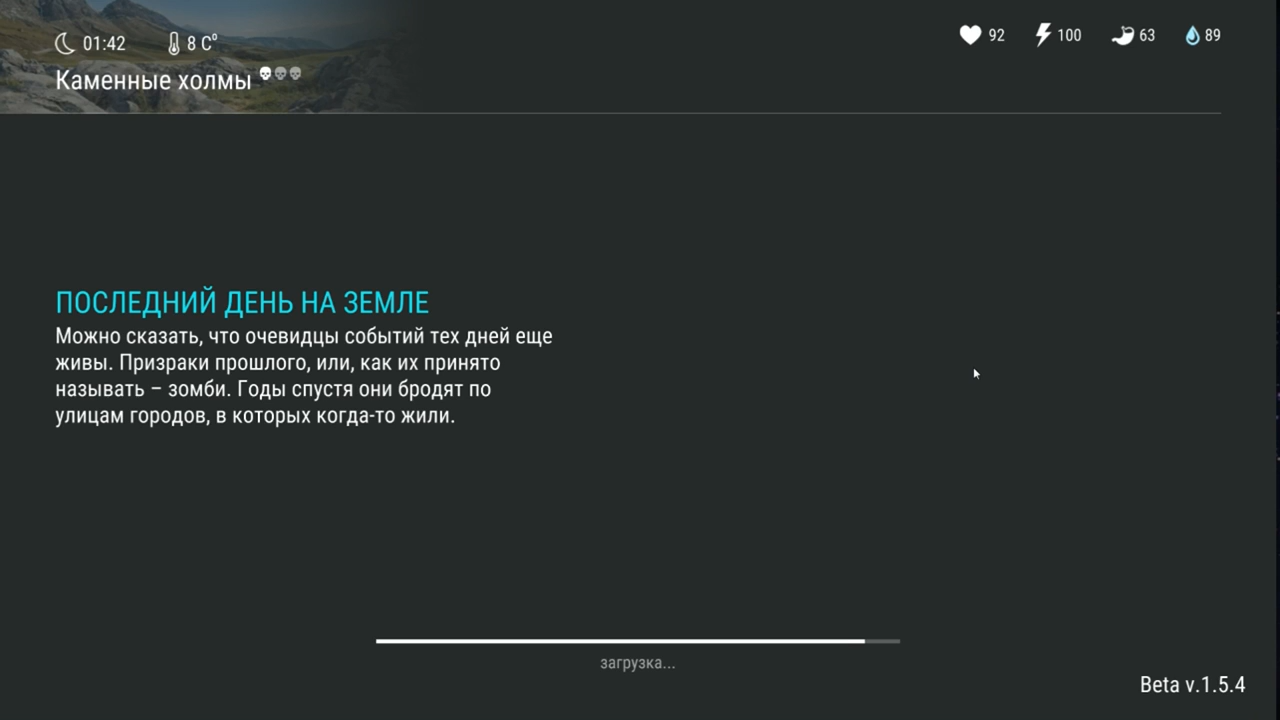 01:42 8 C° 92 100 63 89
Каменные холмы
ПОСЛЕДНИЙ ДЕНЬ НА ЗЕМЛЕ
Можно сказать, что очевидцы событий тех дней еще
живы. Призраки прошлого, или, как их принято
называть – зомби. Годы спустя они бродят по
улицам городов, в которых когда-то жили.
загрузка...
Beta v.1.5.4